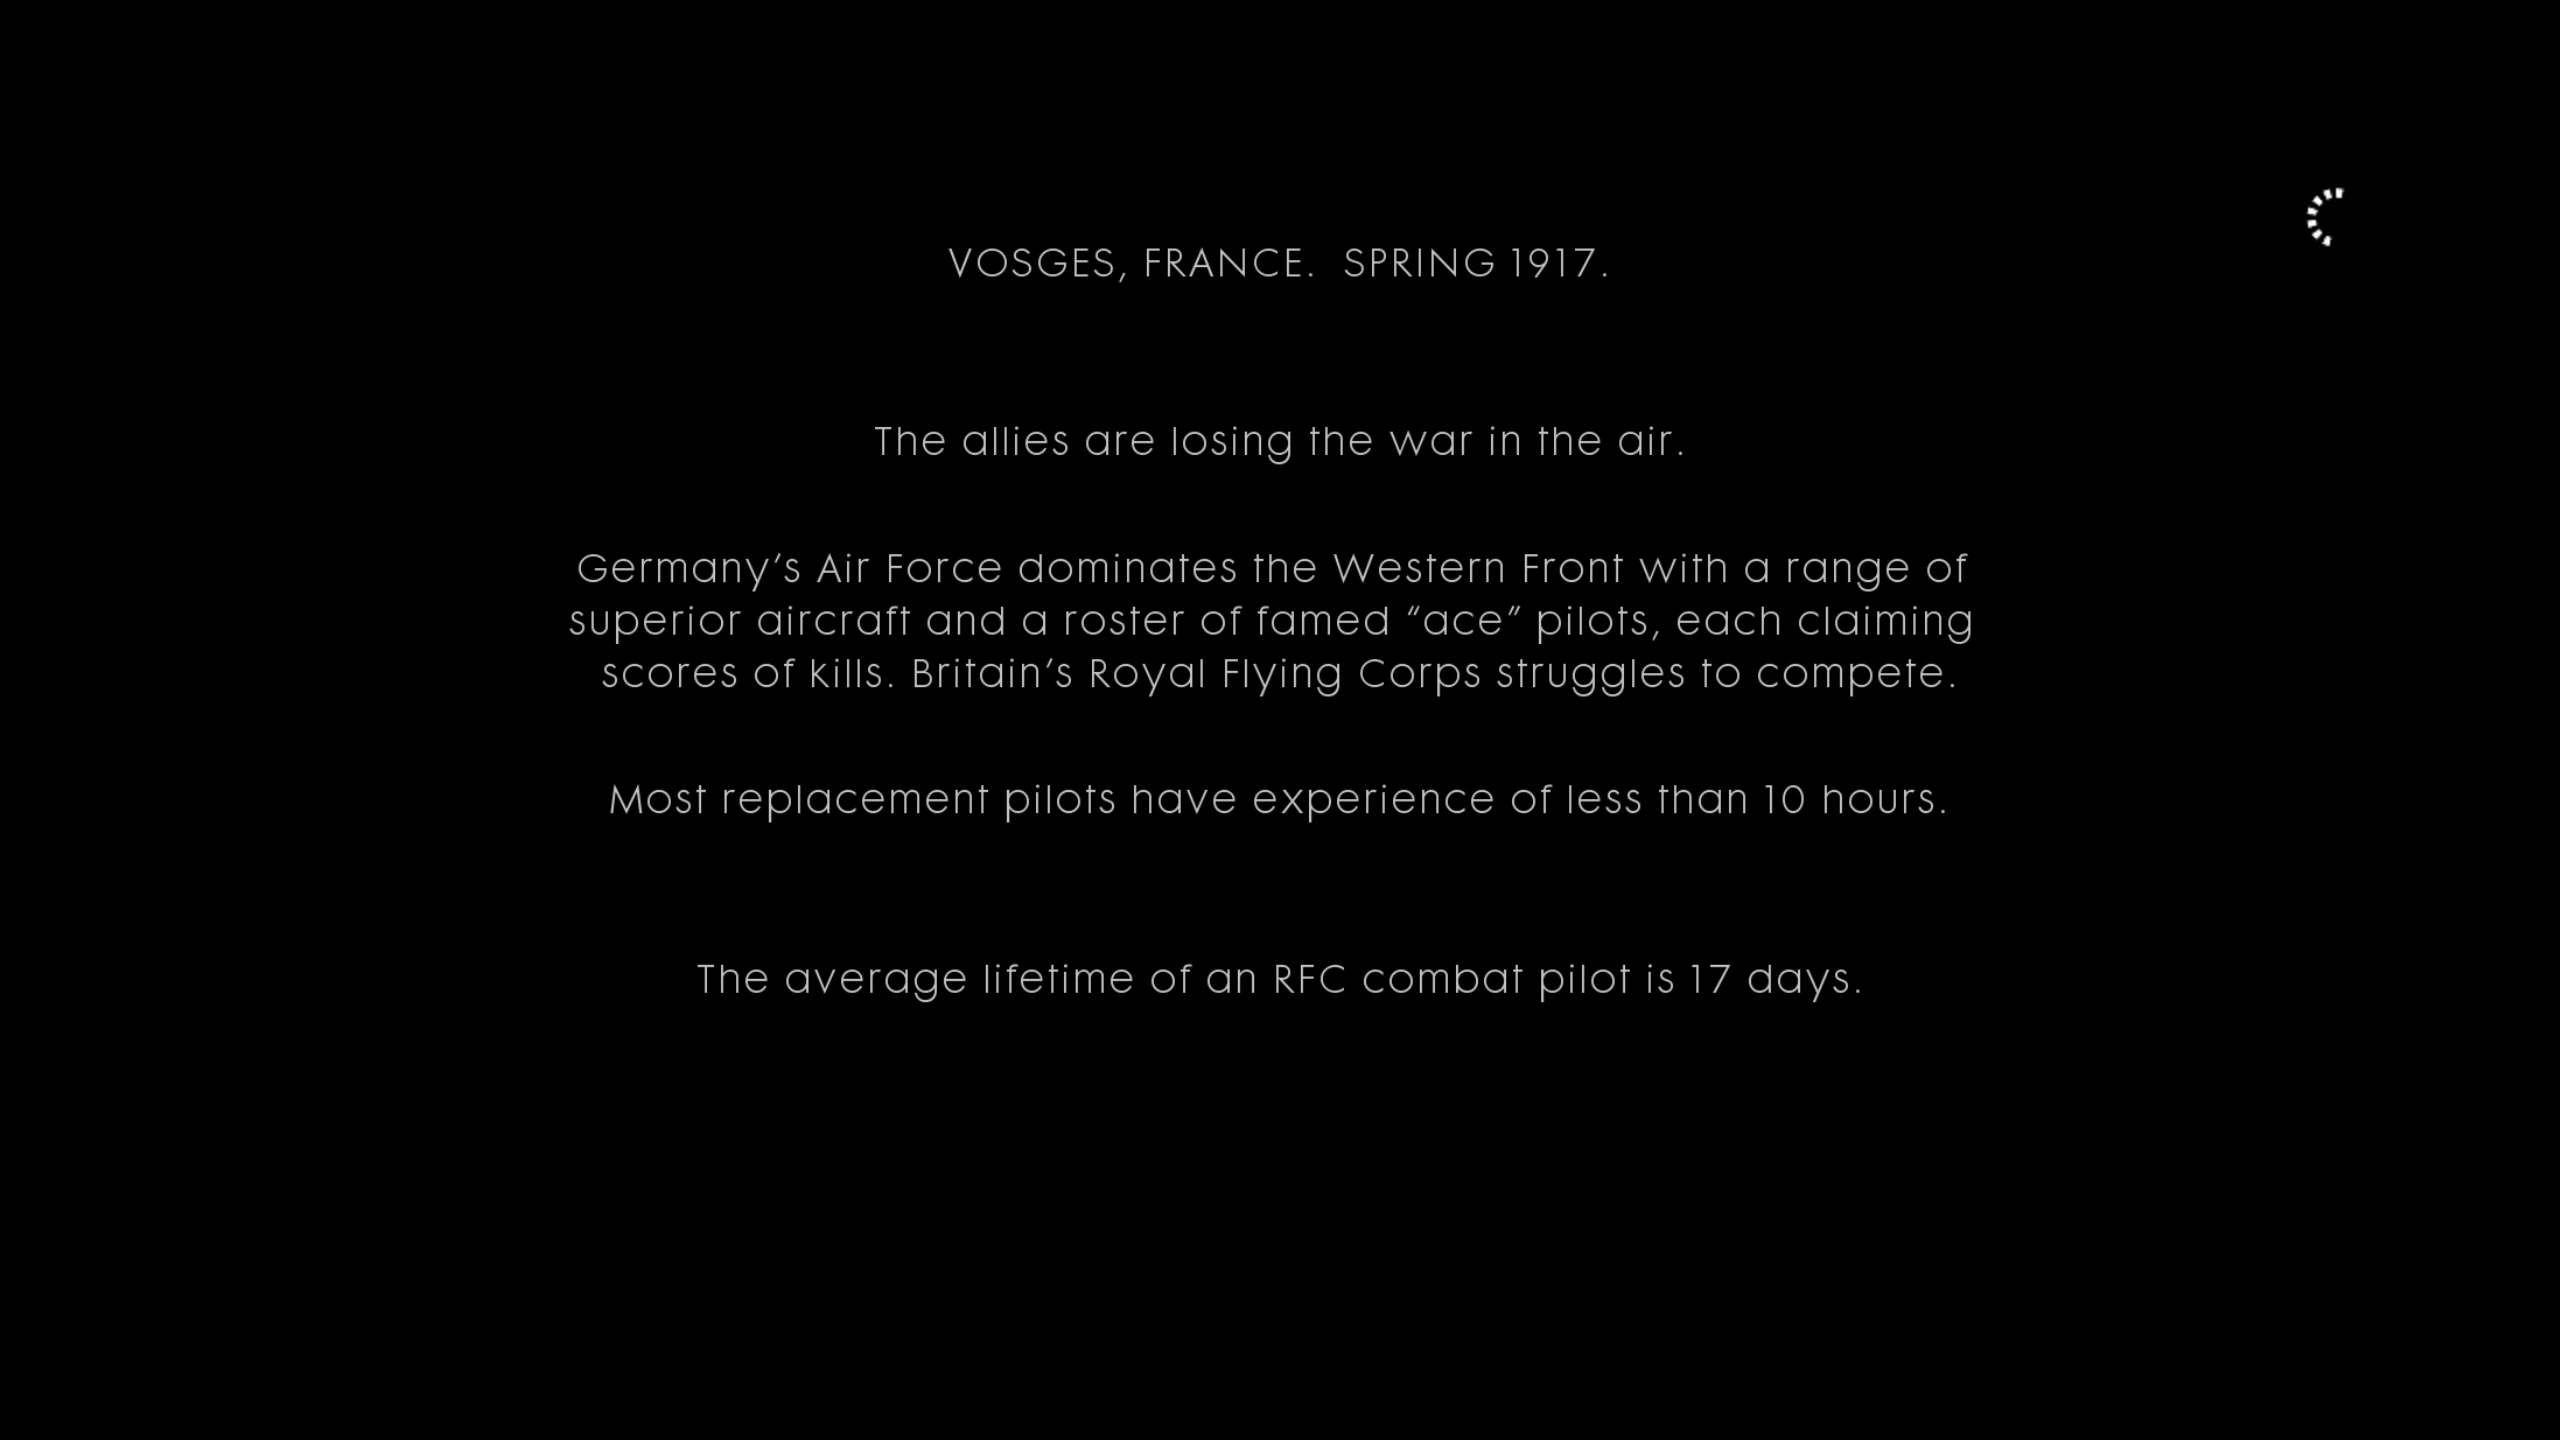 VOSGES, FRANCE.  SPRING 1917.
The allies are losing the war in the air.
Germany’s Air Force dominates the Western Front with a range of
superior aircraft and a roster of famed “ace” pilots, each claiming
scores of kills. Britain’s Royal Flying Corps struggles to compete.
Most replacement pilots have experience of less than 10 hours.
The average lifetime of an RFC combat pilot is 17 days.